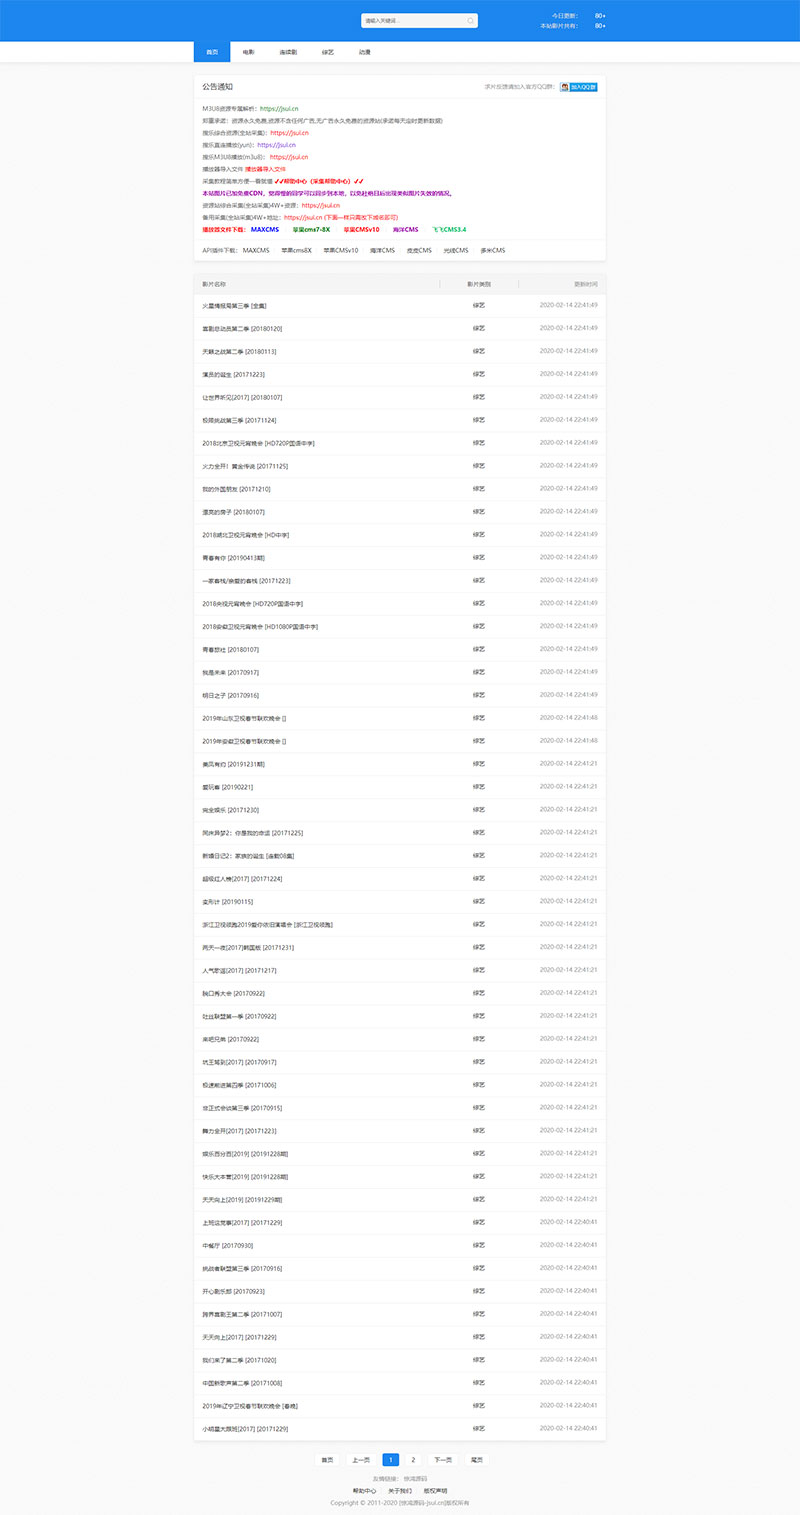 请输入关键词...
今日更新： 80+
本站影片共有： 80+
首页 电影 连续剧 综艺 动漫
公告通知 求片反馈请加入官方QQ群： 加入QQ群
M3U8资源专属解析：https://jsul.cn
郑重承诺：资源永久免费,资源不含任何广告,无广告永久免费的资源站(承诺每天定时更新数据)
搜乐综合资源(全站采集)：https://jsul.cn
搜乐直连播放(yun)：https://jsul.cn
搜乐M3U8播放(m3u8)： https://jsul.cn
播放器导入文件 播放器导入文件
采集教程简单方便一看就懂 ✔✔帮助中心（采集帮助中心）✔✔
本站图片已加免费CDN，觉得慢的同学可以同步到本地，以免社格日后出现类似图片失效的情况。
资源站综合采集(全站采集)4W+资源：https://jsul.cn
备用采集(全站采集)4W+地址：https://jsul.cn (下面一样只需改下域名即可)
播放器文件下载： MAXCMS 苹果cms7-8X 苹果CMSv10 海洋CMS 飞飞CMS3.4
API插件下载： MAXCMS 苹果cms8X 苹果CMSv10 海洋CMS 皮皮CMS 光线CMS 多米CMS
影片名称 影片类别 更新时间
火星情报局第三季 [全集] 综艺 2020-02-14 22:41:49
喜剧总动员第二季 [20180120] 综艺 2020-02-14 22:41:49
天籁之战第二季 [20180113] 综艺 2020-02-14 22:41:49
演员的诞生 [20171223] 综艺 2020-02-14 22:41:49
让世界听见[2017] [20180107] 综艺 2020-02-14 22:41:49
极限挑战第三季 [20171124] 综艺 2020-02-14 22:41:49
2018北京卫视元宵晚会 [HD720P国语中字] 综艺 2020-02-14 22:41:49
火力全开！黄金传说 [20171125] 综艺 2020-02-14 22:41:49
我的外国朋友 [20171210] 综艺 2020-02-14 22:41:49
漂亮的房子 [20180107] 综艺 2020-02-14 22:41:49
2018湖北卫视元宵晚会 [HD中字] 综艺 2020-02-14 22:41:49
青春有你 [20190413期] 综艺 2020-02-14 22:41:49
一家客栈/亲爱的客栈 [20171223] 综艺 2020-02-14 22:41:49
2018央视元宵晚会 [HD720P国语中字] 综艺 2020-02-14 22:41:49
2018安徽卫视元宵晚会 [HD1080P国语中字] 综艺 2020-02-14 22:41:49
青春旅社 [20180107] 综艺 2020-02-14 22:41:49
我是未来 [20170917] 综艺 2020-02-14 22:41:49
明日之子 [20170916] 综艺 2020-02-14 22:41:49
2019年山东卫视春节联欢晚会 [] 综艺 2020-02-14 22:41:48
2019年安徽卫视春节联欢晚会 [] 综艺 2020-02-14 22:41:48
美凤有约 [20191231期] 综艺 2020-02-14 22:41:21
爱玩客 [20190221] 综艺 2020-02-14 22:41:21
完全娱乐 [20171230] 综艺 2020-02-14 22:41:21
同床异梦2：你是我的命运 [20171225] 综艺 2020-02-14 22:41:21
新婚日记2：家族的诞生 [连载08集] 综艺 2020-02-14 22:41:21
超级红人榜[2017] [20171224] 综艺 2020-02-14 22:41:21
变形计 [20190115] 综艺 2020-02-14 22:41:21
浙江卫视领跑2019爱你依旧演唱会 [浙江卫视领跑] 综艺 2020-02-14 22:41:21
两天一夜[2017]韩国版 [20171231] 综艺 2020-02-14 22:41:21
人气歌谣[2017] [20171217] 综艺 2020-02-14 22:41:21
脱口秀大会 [20170922] 综艺 2020-02-14 22:41:21
吐丝联盟第一季 [20170922] 综艺 2020-02-14 22:41:21
来吧兄弟 [20170922] 综艺 2020-02-14 22:41:21
坑王驾到[2017] [20170917] 综艺 2020-02-14 22:41:21
极速前进第四季 [20171006] 综艺 2020-02-14 22:41:21
非正式会谈第三季 [20170915] 综艺 2020-02-14 22:41:21
舞力全开[2017] [20171223] 综艺 2020-02-14 22:41:21
娱乐百分百[2019] [20191228期] 综艺 2020-02-14 22:41:21
快乐大本营[2019] [20191228期] 综艺 2020-02-14 22:41:21
天天向上[2019] [20191229期] 综艺 2020-02-14 22:41:21
上班这党事[2017] [20171229] 综艺 2020-02-14 22:40:41
中餐厅 [20170930] 综艺 2020-02-14 22:40:41
挑战者联盟第三季 [20170916] 综艺 2020-02-14 22:40:41
开心剧乐部 [20170923] 综艺 2020-02-14 22:40:41
跨界喜剧王第二季 [20171007] 综艺 2020-02-14 22:40:41
天天向上[2017] [20171229] 综艺 2020-02-14 22:40:41
我们来了第二季 [20171020] 综艺 2020-02-14 22:40:41
中国新歌声第二季 [20171008] 综艺 2020-02-14 22:40:41
2019年辽宁卫视春节联欢晚会 [春晚] 综艺 2020-02-14 22:40:41
小明星大跟班[2017] [20171229] 综艺 2020-02-14 22:40:41
首页 上一页 1 2 下一页 尾页
友情链接： 惊鸿源码
帮助中心 关于我们 版权声明
Copyright © 2011-2020 [惊鸿源码-jsul.cn]版权所有